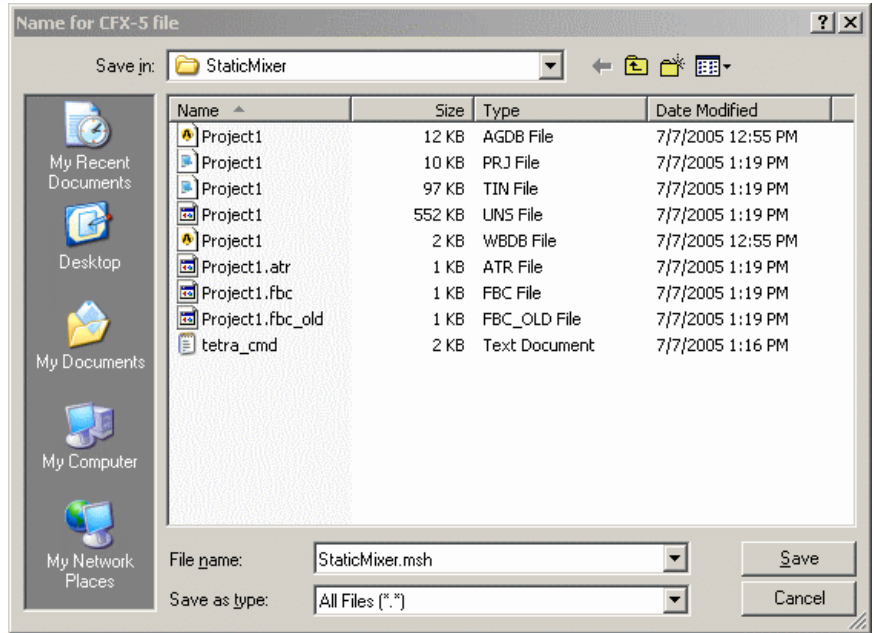 Name for CFX-5 file
Save in: StaticMixer
My Recent Documents
Desktop
My Documents
My Computer
My Network Places
Name Size Type Date Modified
Project1 12 KB AGDB File 7/7/2005 12:55 PM
Project1 10 KB PRJ File 7/7/2005 1:19 PM
Project1 97 KB TIN File 7/7/2005 1:19 PM
Project1 552 KB UNS File 7/7/2005 1:19 PM
Project1 2 KB WBDB File 7/7/2005 12:55 PM
Project1.atr 1 KB ATR File 7/7/2005 1:19 PM
Project1.fbc 1 KB FBC File 7/7/2005 1:19 PM
Project1.fbc_old 1 KB FBC_OLD File 7/7/2005 1:19 PM
tetra_cmd 2 KB Text Document 7/7/2005 1:16 PM
File name: StaticMixer.msh Save
Save as type: All Files (*.*) Cancel